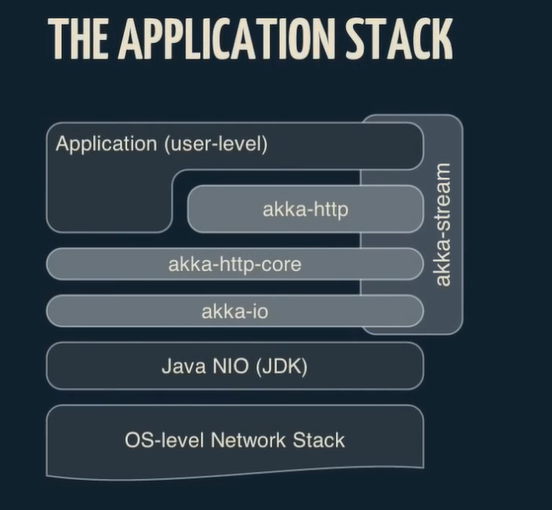 THE APPLICATION STACK
Application (user-level)
akka-http
akka-stream
akka-http-core
akka-io
Java NIO (JDK)
OS-level Network Stack